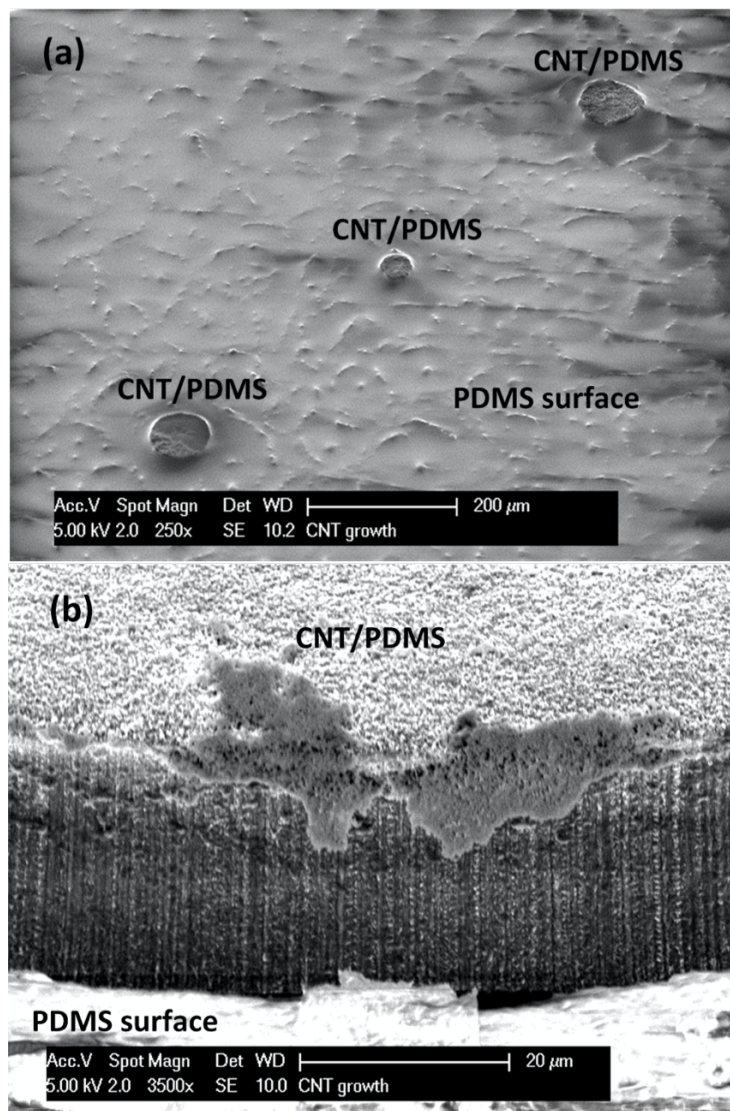 (a)
CNT/PDMS
CNT/PDMS
CNT/PDMS
PDMS surface
Acc.V Spot Magn Det WD 200 µm
5.00 kV 2.0 250x SE 10.2 CNT growth
(b)
CNT/PDMS
PDMS surface
Acc.V Spot Magn Det WD 20 µm
5.00 kV 2.0 3500x SE 10.0 CNT growth